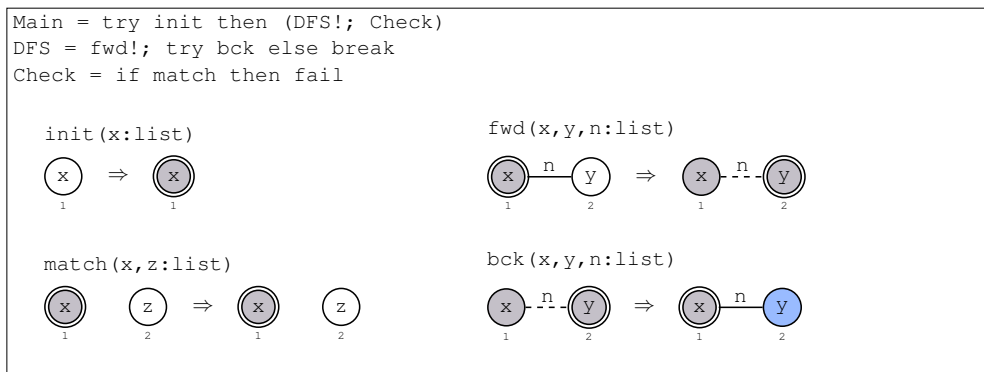 Main = try init then (DFS!; Check)
DFS = fwd!; try bck else break
Check = if match then fail
init(x:list)
x ⇒ x
1 1
fwd(x,y,n:list)
x n y ⇒ x n y
1 2 1 2
match(x,z:list)
x z ⇒ x z
1 2 1 2
bck(x,y,n:list)
x n y ⇒ x n y
1 2 1 2